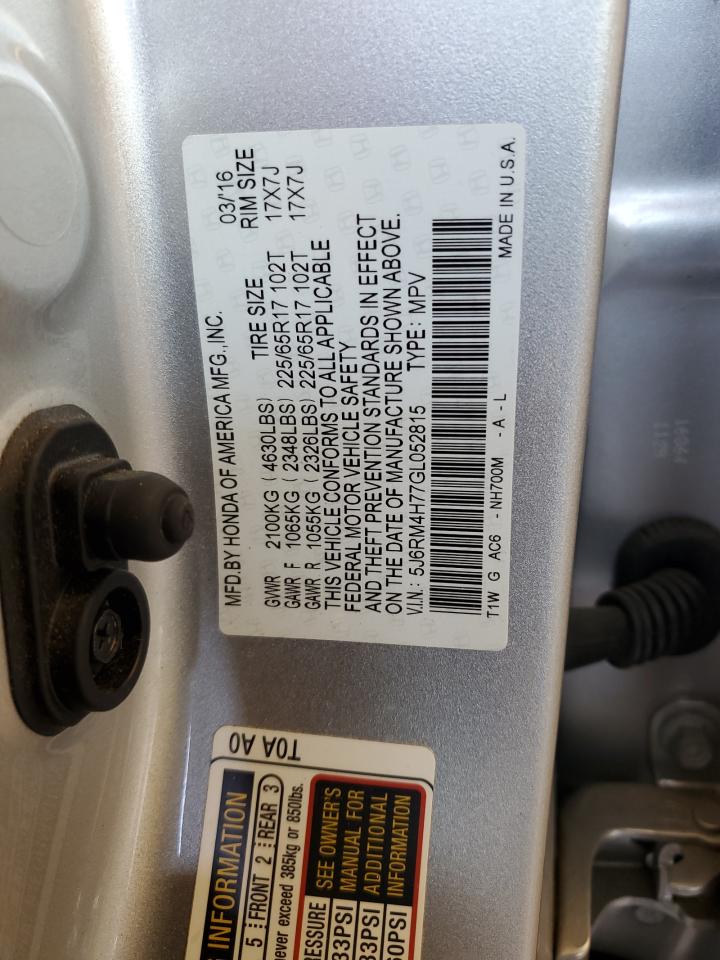 MFD.BY HONDA OF AMERICA MFG.,INC. 03/'16
TIRE SIZE RIM SIZE
GVWR 2100KG ( 4630LBS)
GAWR F 1065KG ( 2348LBS) 225/65R17 102T 17X7J
GAWR R 1055KG ( 2326LBS) 225/65R17 102T 17X7J
THIS VEHICLE CONFORMS TO ALL APPLICABLE
FEDERAL MOTOR VEHICLE SAFETY
AND THEFT PREVENTION STANDARDS IN EFFECT
ON THE DATE OF MANUFACTURE SHOWN ABOVE.
V.I.N.: 5J6RM4H77GL052815 TYPE: MPV
T1W G AC6 - NH700M - A - L
MADE IN U.S.A.
T0A A0
INFORMATION
5 FRONT 2 REAR 3
never exceed 385kg or 850lbs.
SEE OWNER'S
MANUAL FOR
ADDITIONAL
INFORMATION
33PSI
33PSI
60PSI